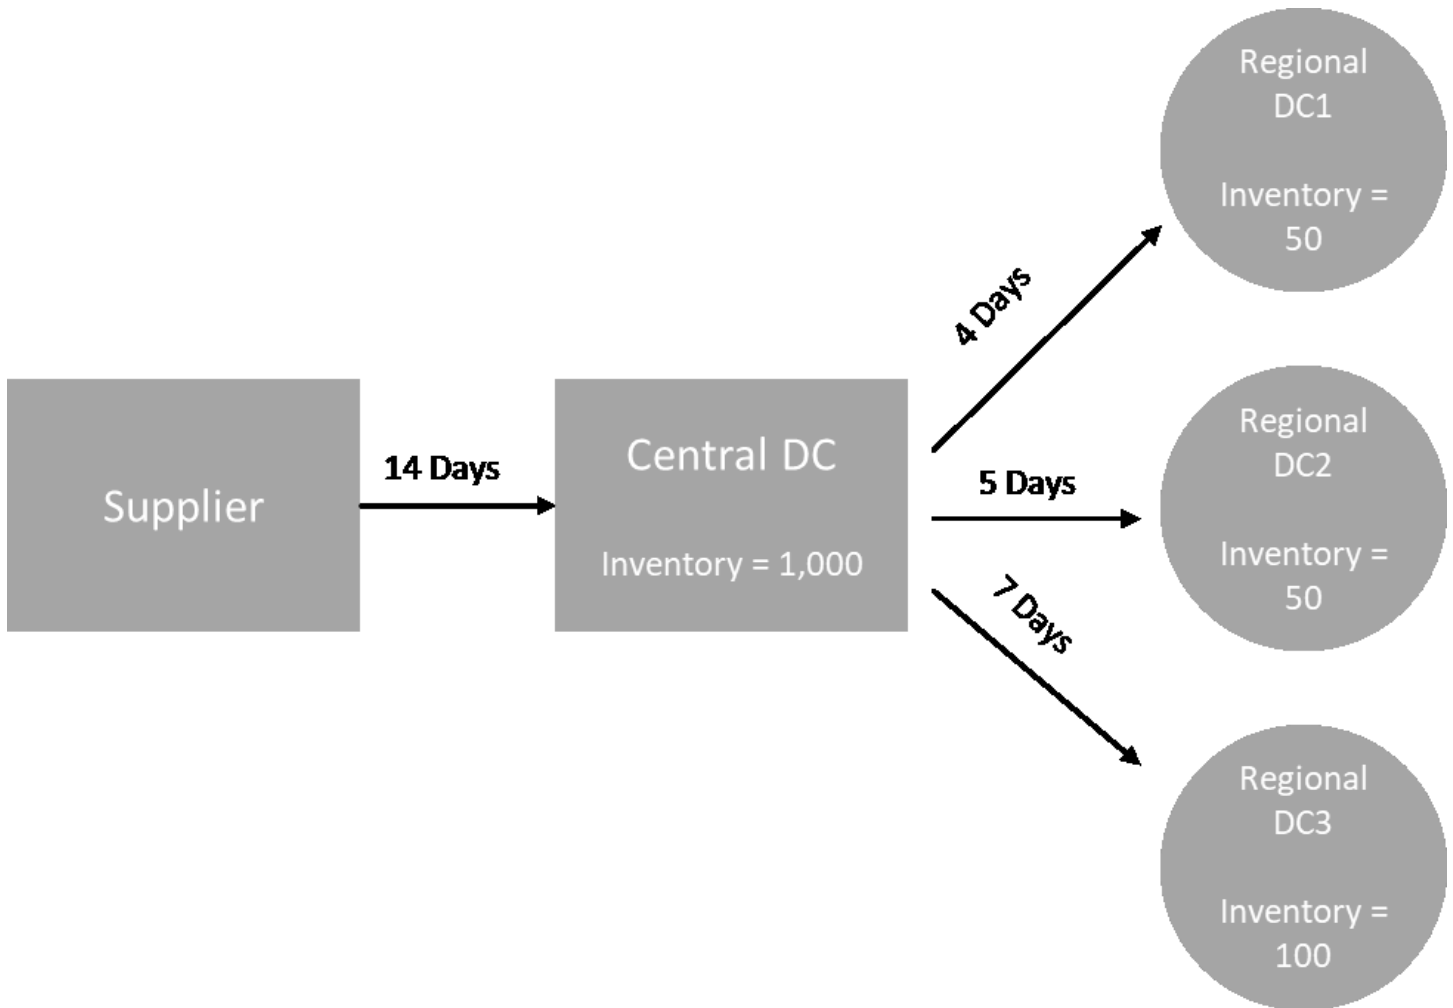 Supplier
14 Days
Central DC
Inventory = 1,000
4 Days
5 Days
7 Days
Regional
DC1
Inventory =
50
Regional
DC2
Inventory =
50
Regional
DC3
Inventory =
100